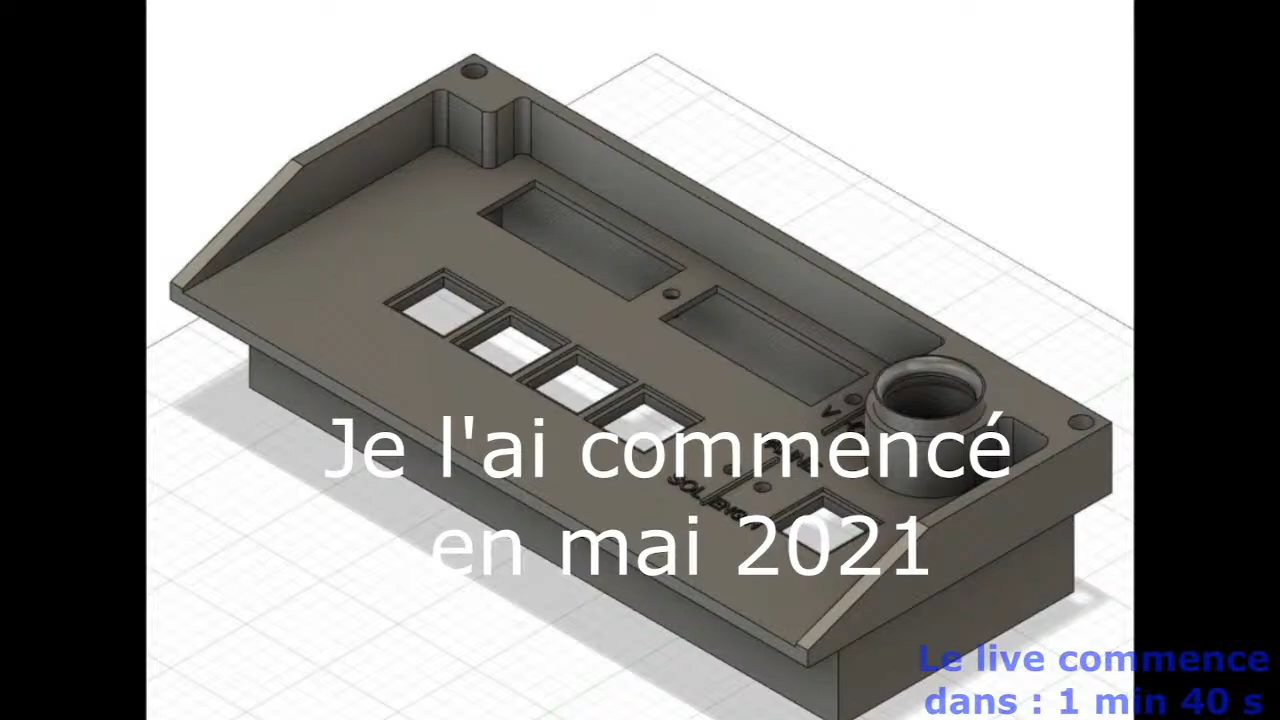 V
Je l'ai commencé
en mai 2021
Le live commence
dans : 1 min 40 s